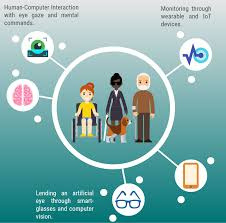 Human-Computer Interaction
with eye gaze and mental
commands.
Monitoring through
wearable and IoT
devices.
Lending an artificial
eye through smart-
glasses and computer
vision.